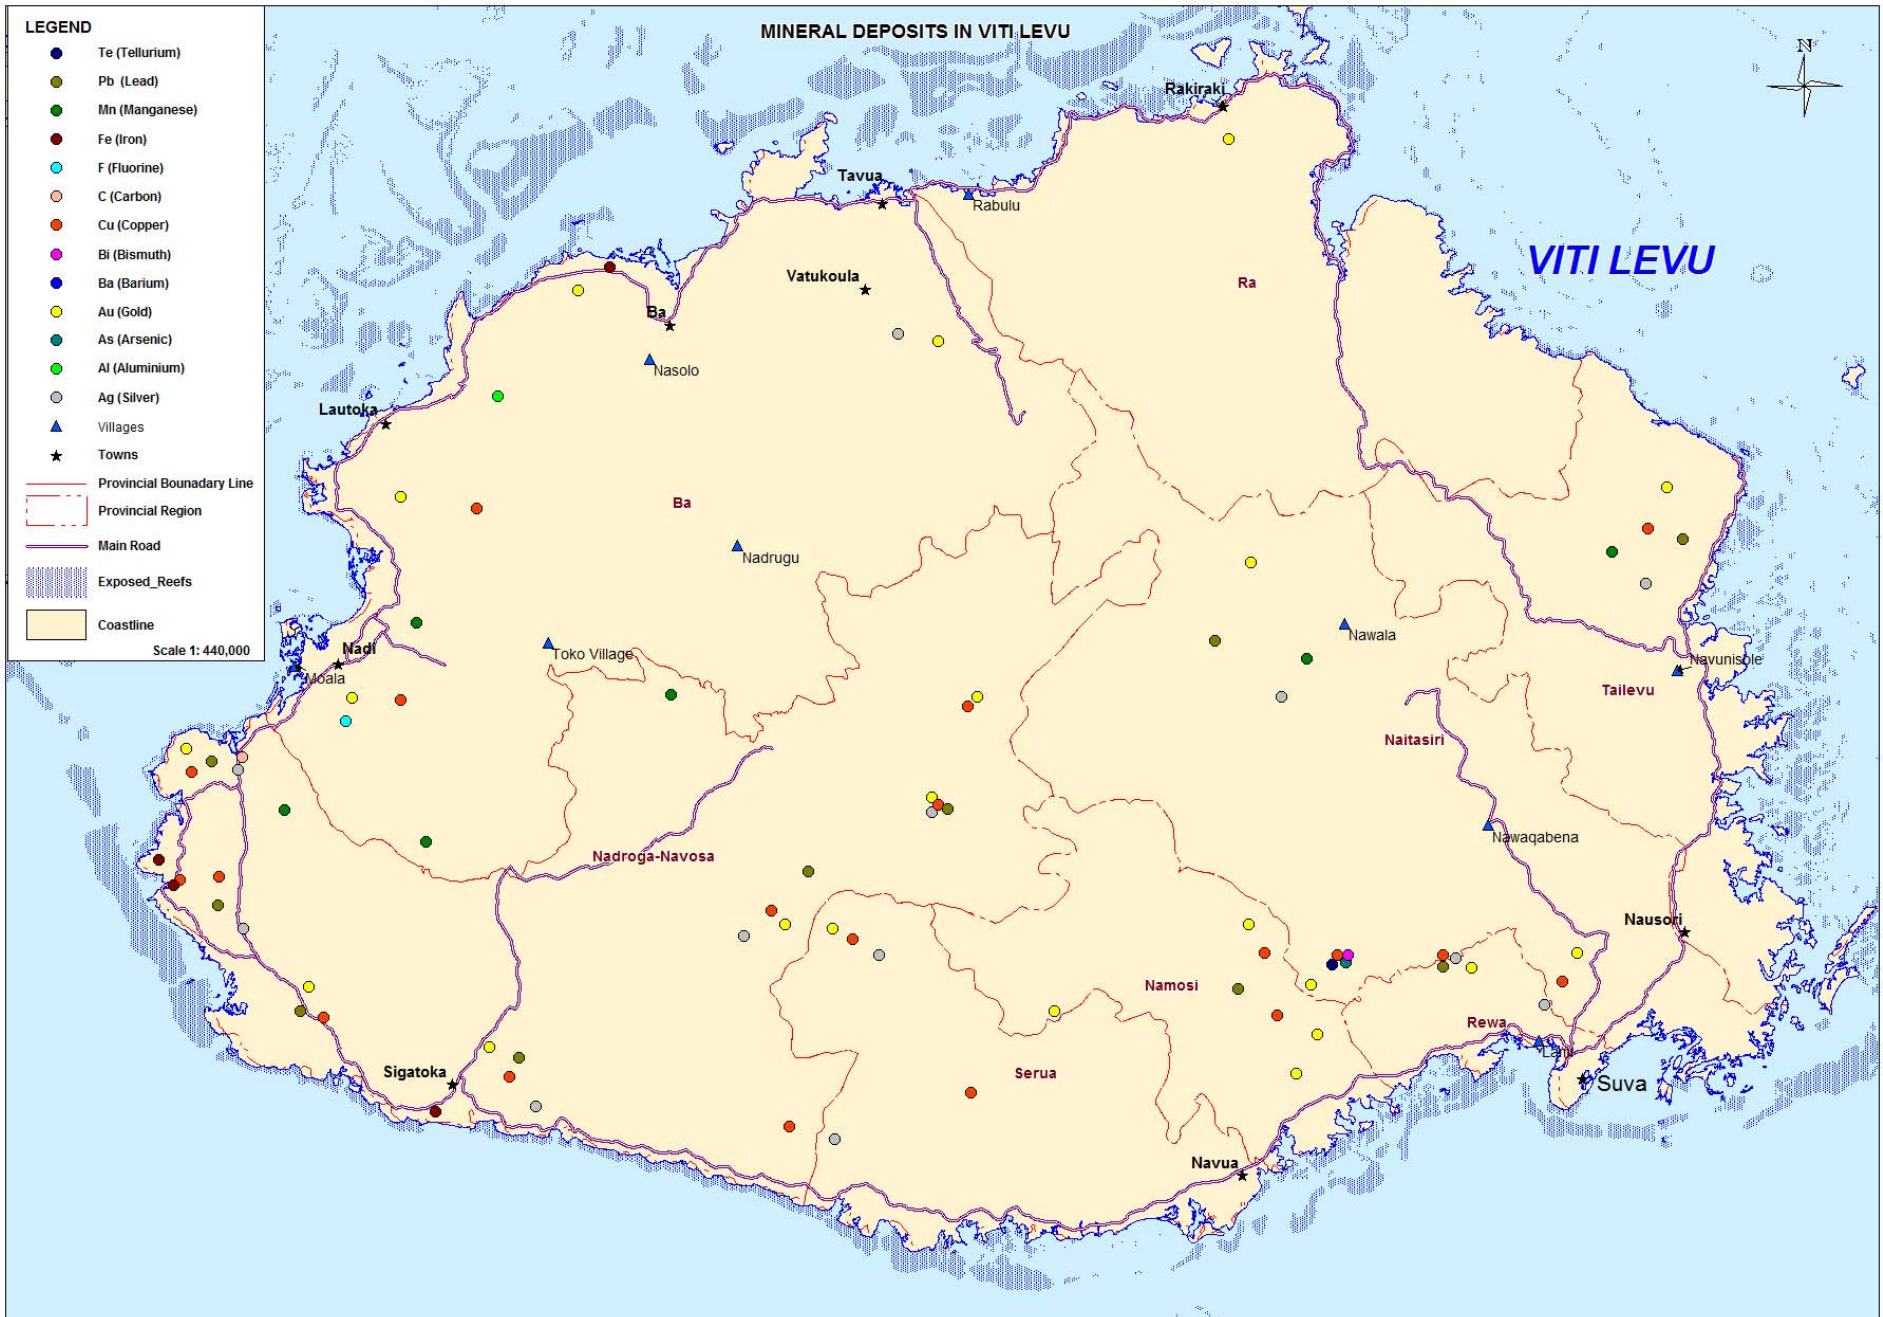 MINERAL DEPOSITS IN VITI LEVU
LEGEND
Te (Tellurium)
Pb (Lead)
Mn (Manganese)
Fe (Iron)
F (Fluorine)
C (Carbon)
Cu (Copper)
Bi (Bismuth)
Ba (Barium)
Au (Gold)
As (Arsenic)
Al (Aluminium)
Ag (Silver)
Villages
Towns
Provincial Bounadary Line
Provincial Region
Main Road
Exposed_Reefs
Coastline
Scale 1: 440,000
N
VITI LEVU
Rakiraki
Tavua
Rabulu
Vatukoula
Ra
Ba
Nasolo
Lautoka
Ba
Nadrugu
Nawala
Nadi
Toko Village
Moala
Navunisole
Tailevu
Naitasiri
Nawaqabena
Nadroga-Navosa
Nausori
Namosi
Rewa
Lami
Sigatoka
Serua
Suva
Navua